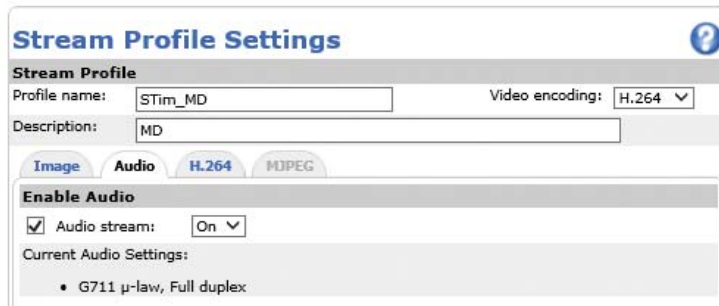 Stream Profile Settings
?
Stream Profile
Profile name: STim_MD Video encoding: H.264
Description: MD
Image Audio H.264 MJPEG
Enable Audio
Audio stream: On
Current Audio Settings:
• G711 µ-law, Full duplex